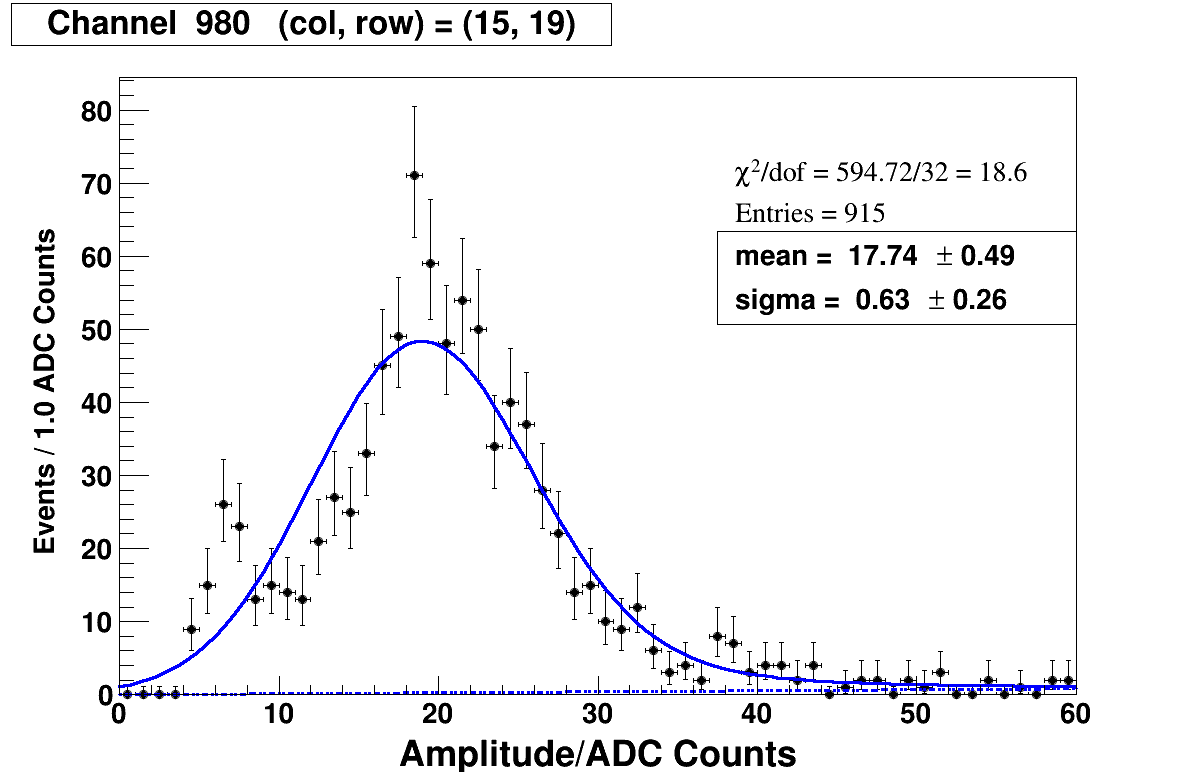 Channel 980 (col, row) = (15, 19)
80
70
60
50
40
30
20
10
0
Events / 1.0 ADC Counts
χ²/dof = 594.72/32 = 18.6
Entries = 915
mean = 17.74 ± 0.49
sigma = 0.63 ± 0.26
0 10 20 30 40 50 60
Amplitude/ADC Counts